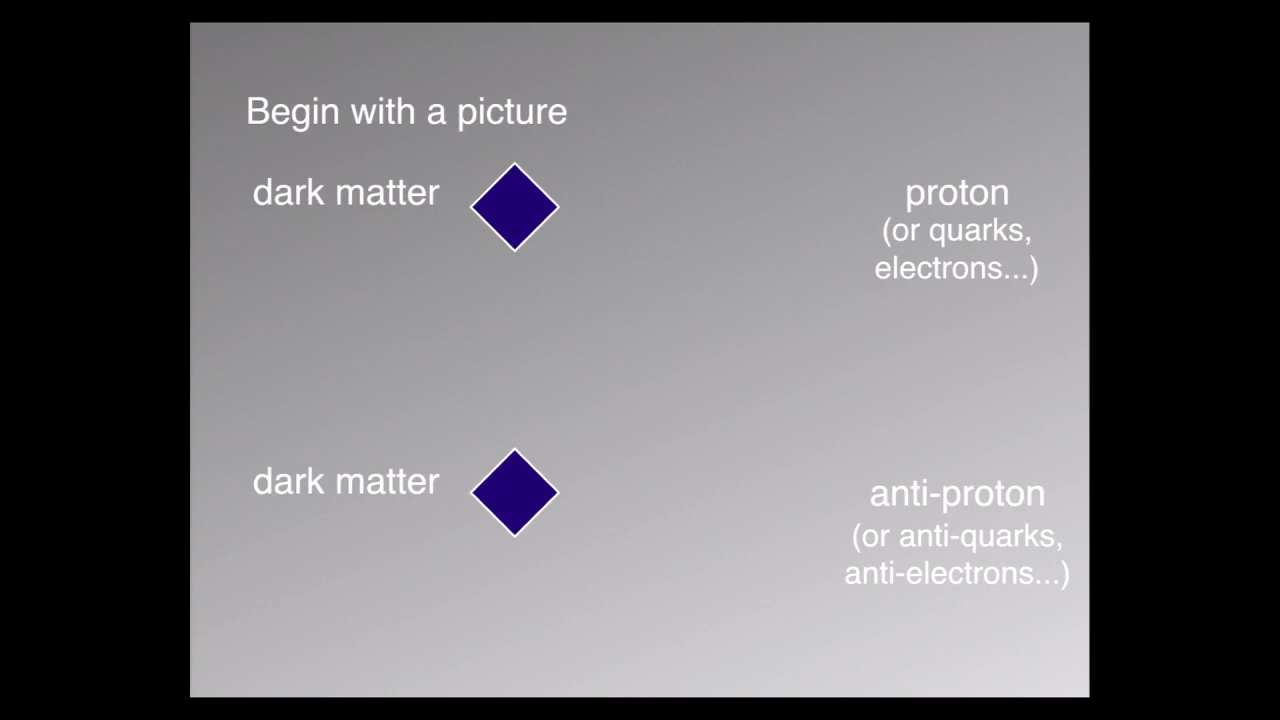 Begin with a picture
dark matter
proton
(or quarks,
electrons...)
dark matter
anti-proton
(or anti-quarks,
anti-electrons...)